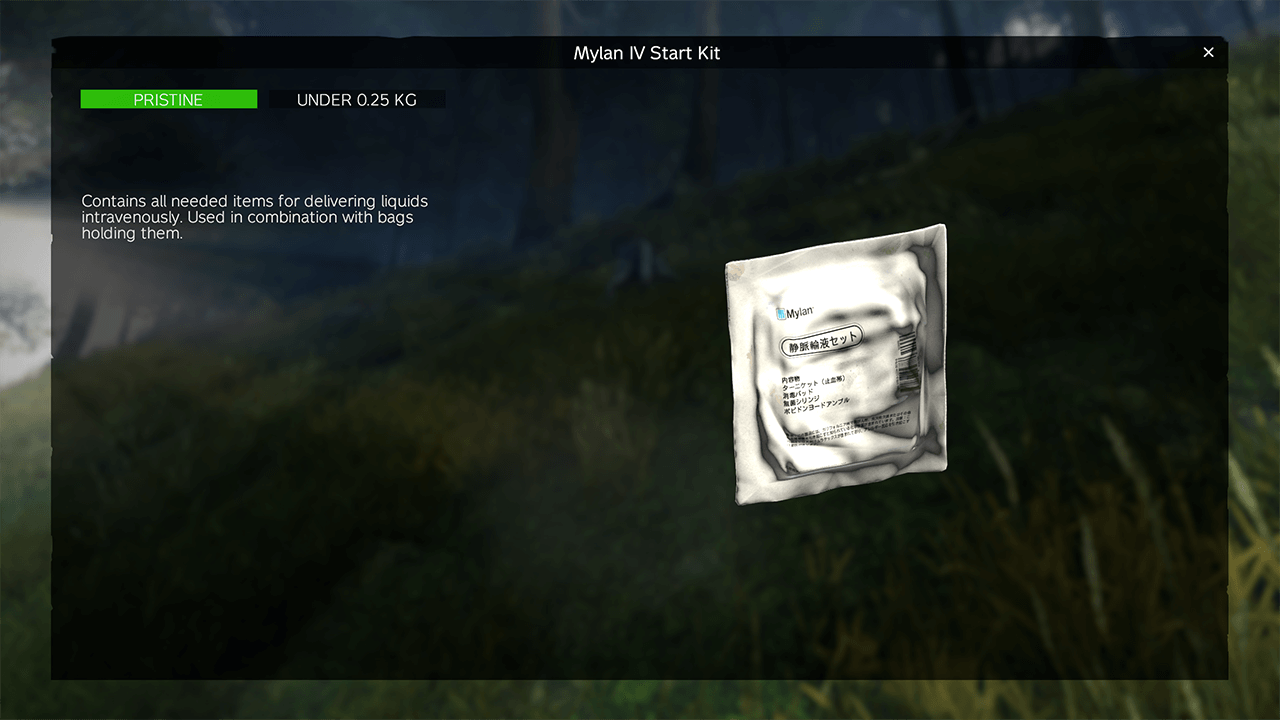 Mylan IV Start Kit
×
PRISTINE
UNDER 0.25 KG
Contains all needed items for delivering liquids
intravenously. Used in combination with bags
holding them.
Mylan
静脈輸液セット
内容物
ターニケット（止血帯）
消毒パッド
無菌シリンジ
ポビドンヨードアンプル